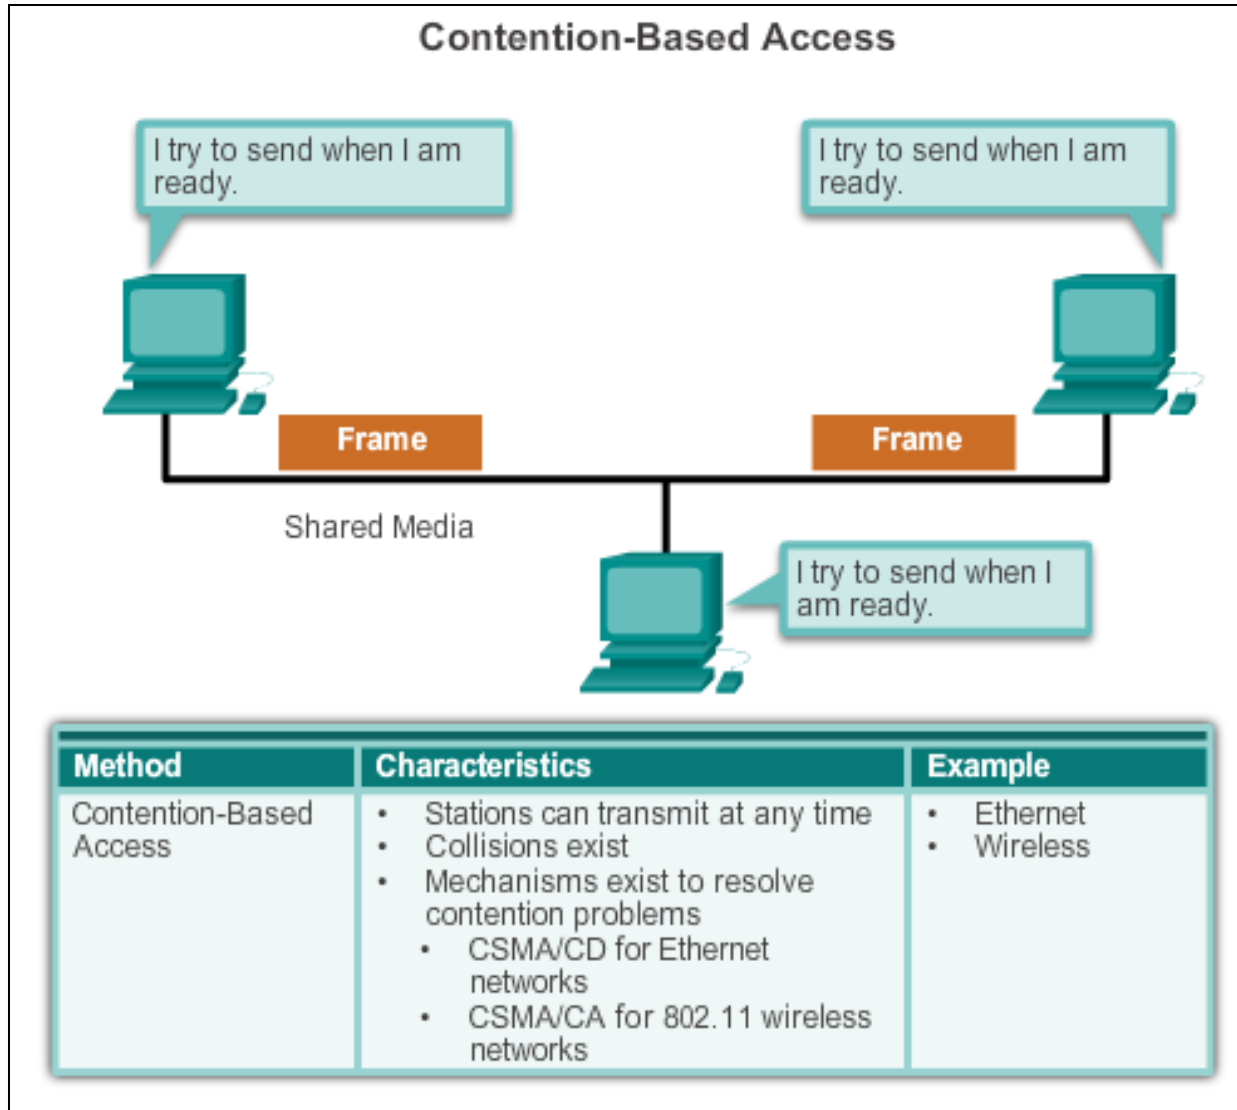 Contention-Based Access
I try to send when I am
ready.
I try to send when I am
ready.
Frame
Frame
Shared Media
I try to send when I
am ready.
Method
Characteristics
Example
Contention-Based
Access
• Stations can transmit at any time
• Collisions exist
• Mechanisms exist to resolve
contention problems
• CSMA/CD for Ethernet
networks
• CSMA/CA for 802.11 wireless
networks
• Ethernet
• Wireless